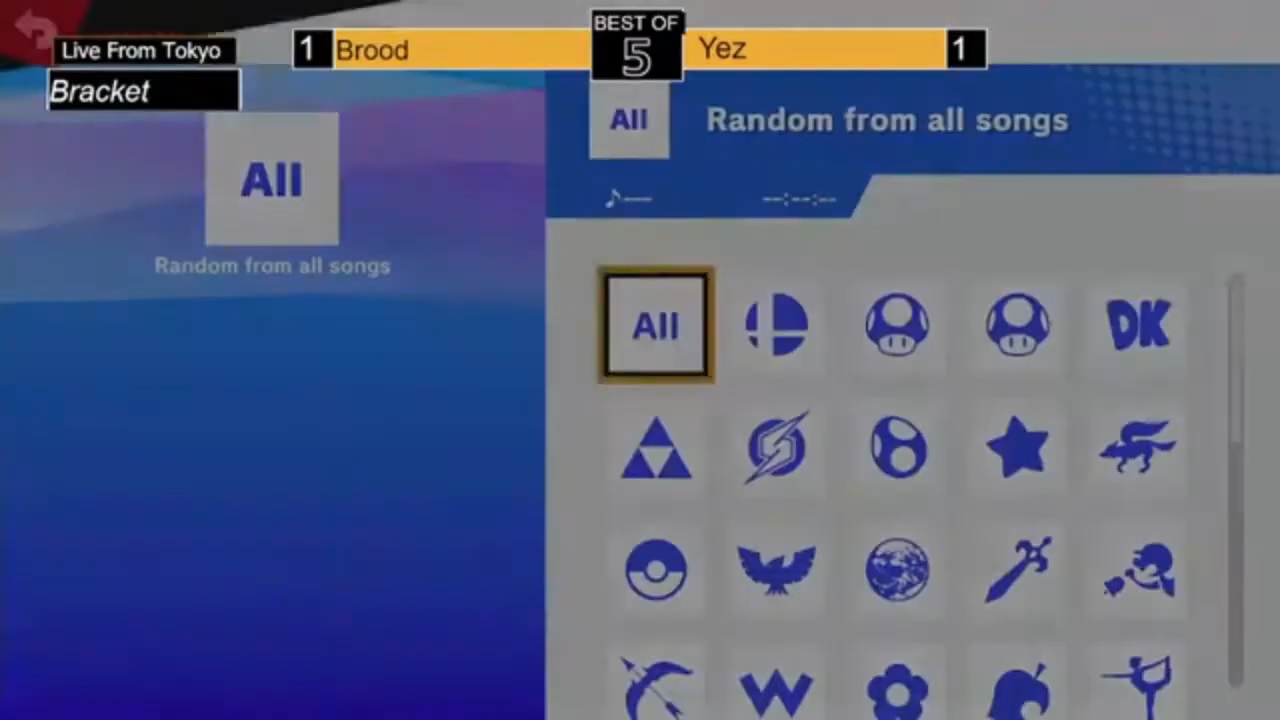 BEST OF
5
1 Brood
Yez 1
Live From Tokyo
Bracket
All
Random from all songs
All
Random from all songs
--:--:--
All
DK